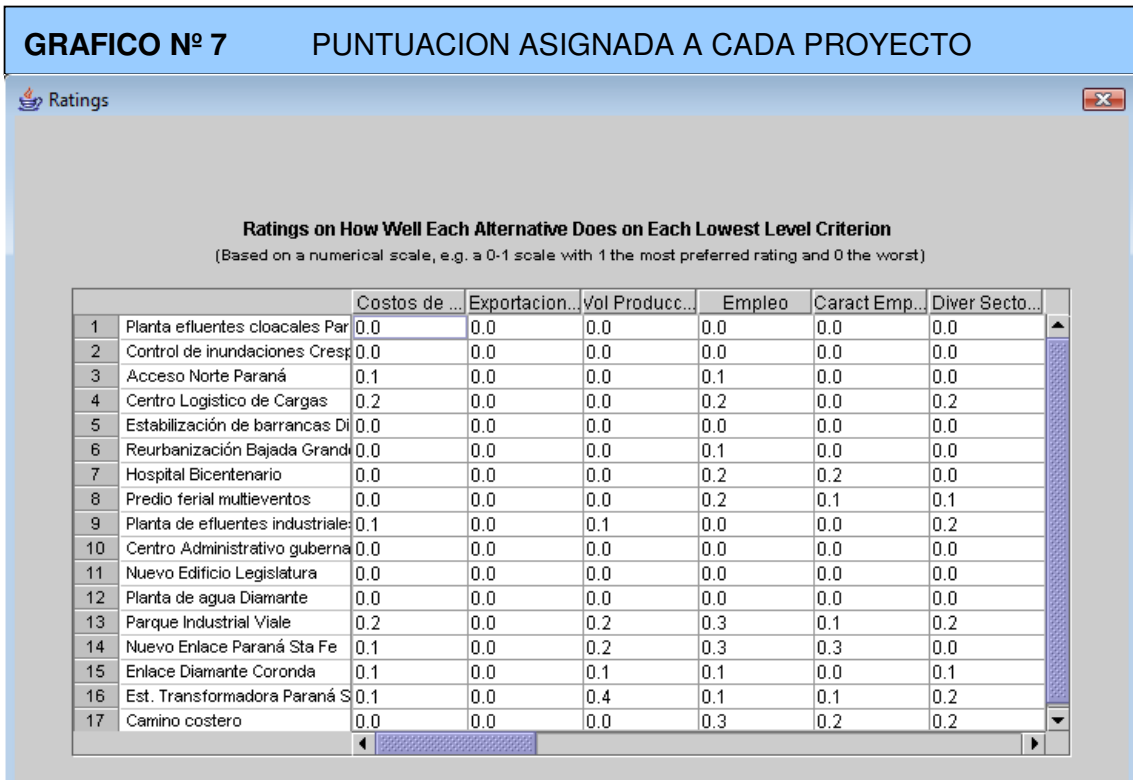 GRAFICO Nº 7 PUNTUACION ASIGNADA A CADA PROYECTO
Ratings
Ratings on How Well Each Alternative Does on Each Lowest Level Criterion
(Based on a numerical scale, e.g. a 0-1 scale with 1 the most preferred rating and 0 the worst)
Costos de ... Exportacion... Vol Producc... Empleo Caract Emp... Diver Secto...
1 Planta efluentes cloacales Par 0.0 0.0 0.0 0.0 0.0 0.0
2 Control de inundaciones Cresp 0.0 0.0 0.0 0.0 0.0 0.0
3 Acceso Norte Paraná 0.1 0.0 0.0 0.1 0.0 0.0
4 Centro Logistico de Cargas 0.2 0.0 0.0 0.2 0.0 0.2
5 Estabilización de barrancas Di 0.0 0.0 0.0 0.0 0.0 0.0
6 Reurbanización Bajada Grand 0.0 0.0 0.0 0.1 0.0 0.0
7 Hospital Bicentenario 0.0 0.0 0.0 0.2 0.2 0.0
8 Predio ferial multieventos 0.0 0.0 0.0 0.2 0.1 0.1
9 Planta de efluentes industriale 0.1 0.0 0.1 0.0 0.0 0.2
10 Centro Administrativo guberna 0.0 0.0 0.0 0.0 0.0 0.0
11 Nuevo Edificio Legislatura 0.0 0.0 0.0 0.0 0.0 0.0
12 Planta de agua Diamante 0.0 0.0 0.0 0.0 0.0 0.0
13 Parque Industrial Viale 0.2 0.0 0.2 0.3 0.1 0.2
14 Nuevo Enlace Paraná Sta Fe 0.1 0.0 0.2 0.3 0.3 0.0
15 Enlace Diamante Coronda 0.1 0.0 0.1 0.1 0.0 0.1
16 Est. Transformadora Paraná S 0.1 0.0 0.4 0.1 0.1 0.2
17 Camino costero 0.0 0.0 0.0 0.3 0.2 0.2